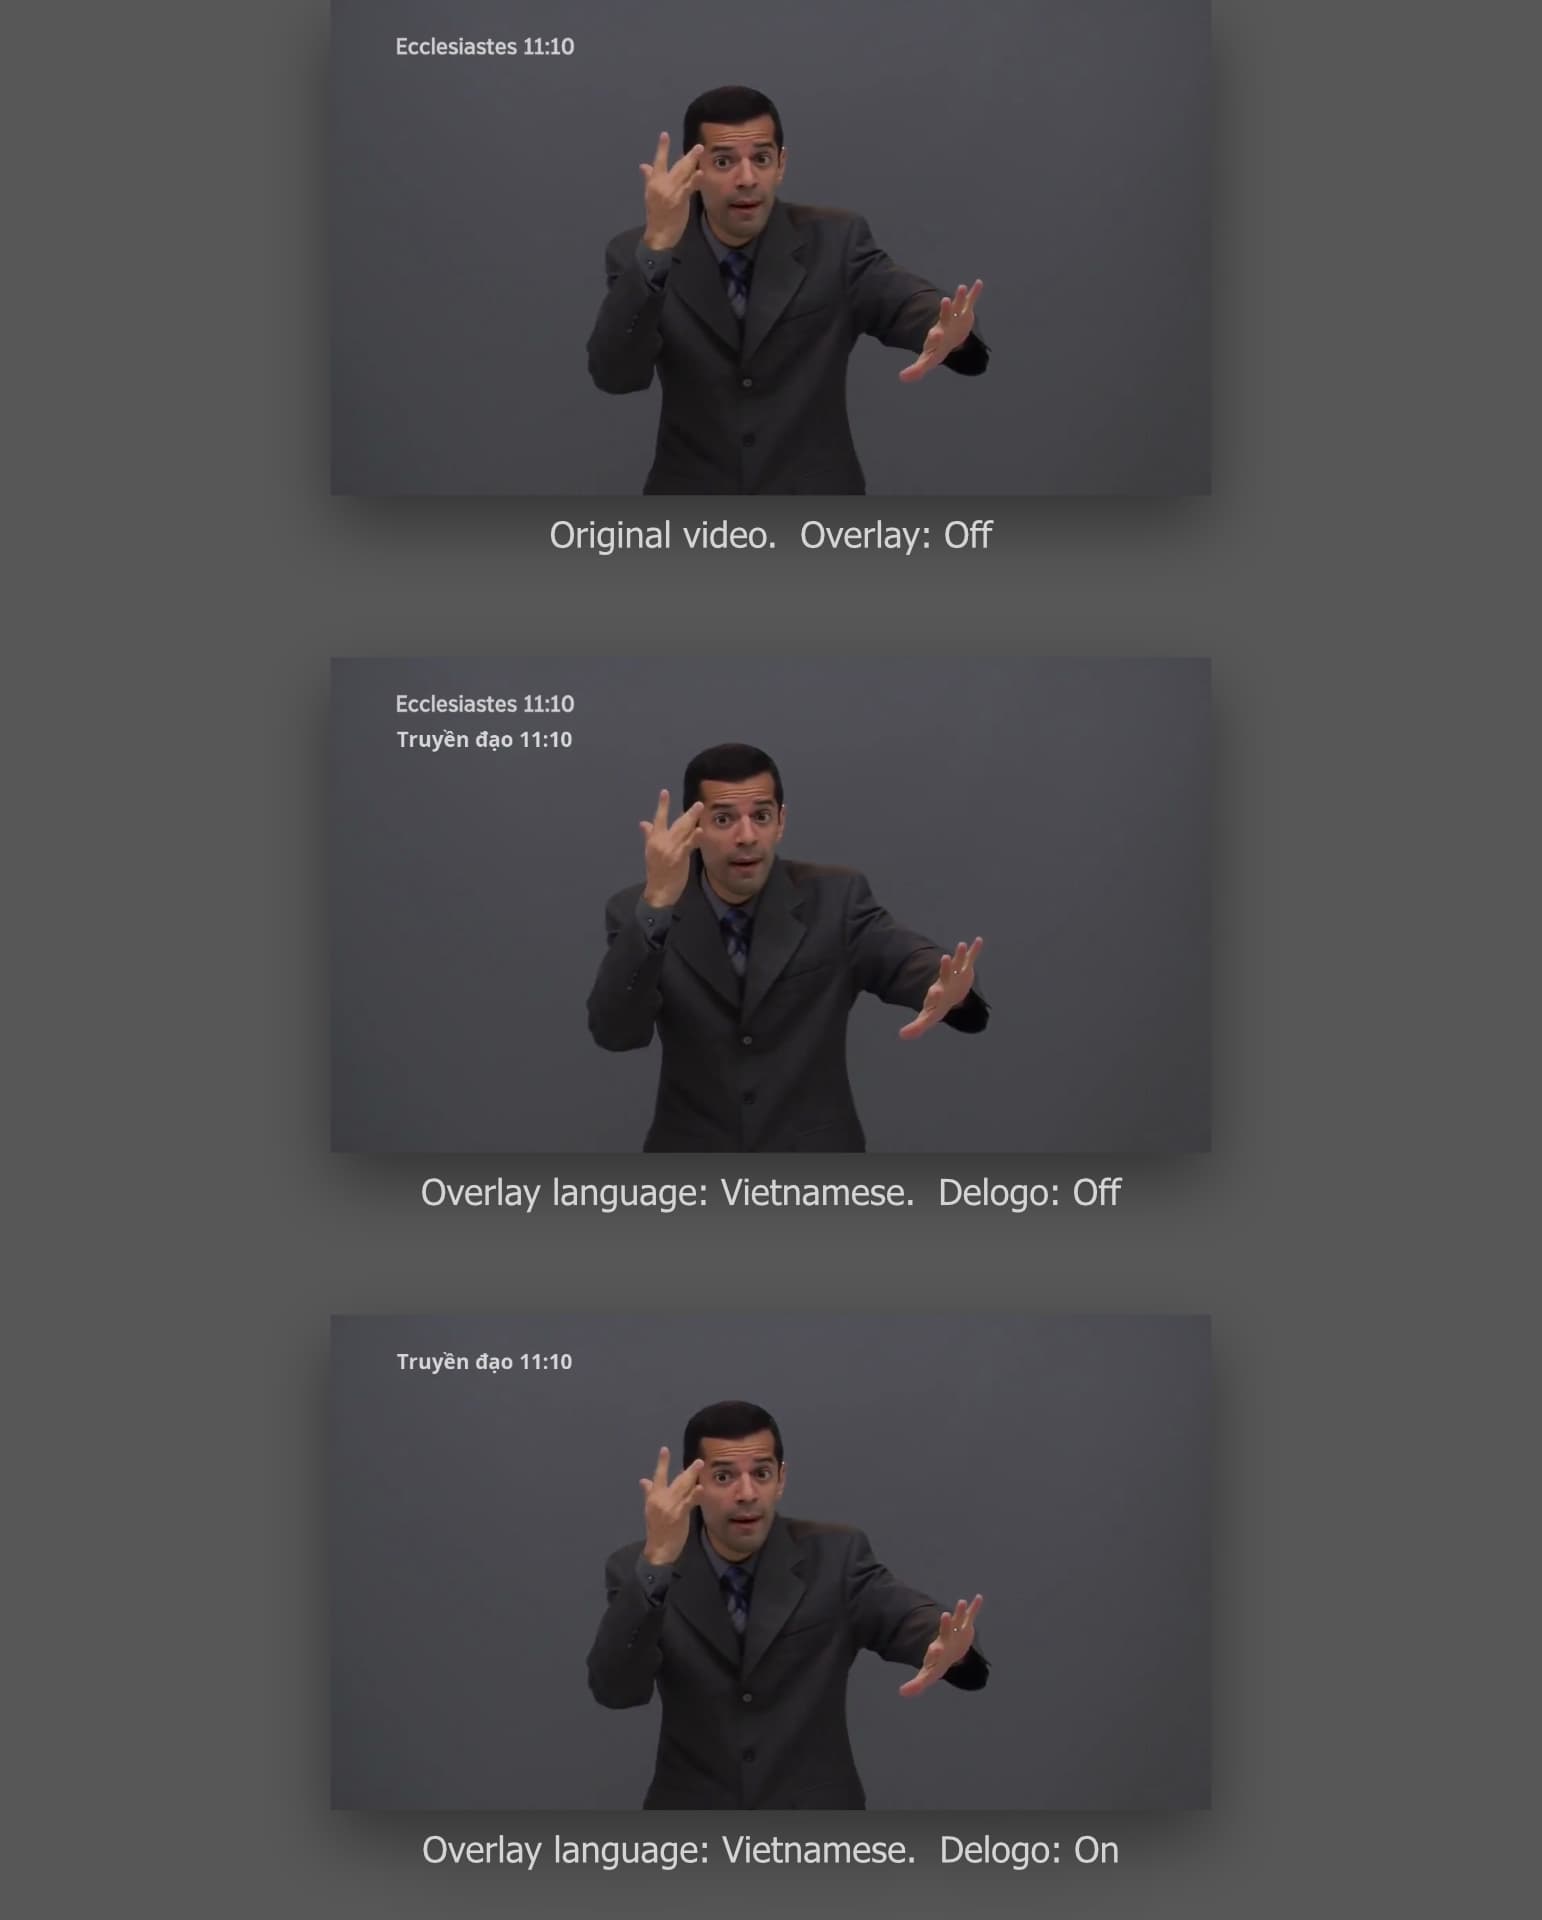 Ecclesiastes 11:10
Original video.  Overlay: Off
Ecclesiastes 11:10
Truyền đạo 11:10
Overlay language: Vietnamese.  Delogo: Off
Truyền đạo 11:10
Overlay language: Vietnamese.  Delogo: On